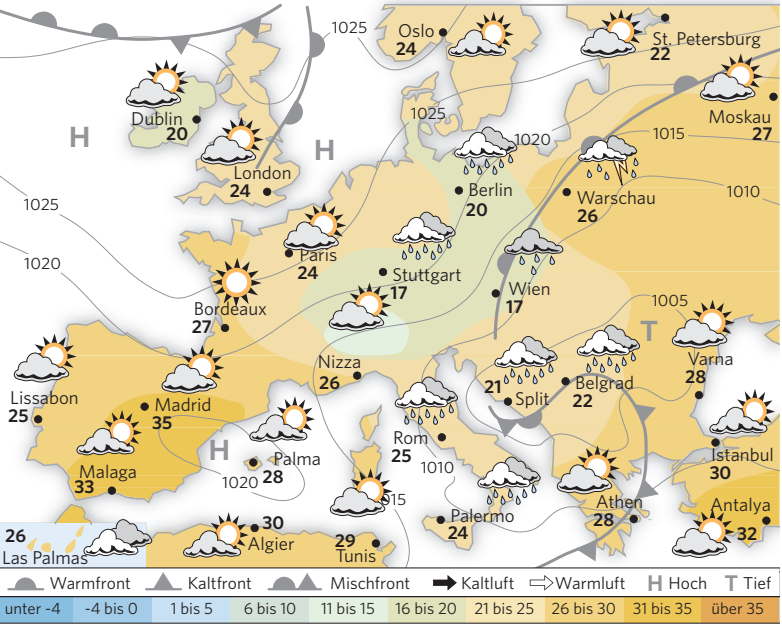 1025
Oslo
24
St. Petersburg
22
Moskau
27
H
Dublin
20
H
1025
1020
1015
1010
London
24
Berlin
20
Warschau
26
1025
1020
Paris
24
Stuttgart
17
Wien
17
1005
T
Bordeaux
27
Nizza
26
Varna
28
Lissabon
25
Madrid
35
21
Split
Belgrad
22
H
Rom
25
1010
Palma
28
1020
Istanbul
30
Malaga
33
15
Palermo
24
Athen
28
Antalya
32
26
Las Palmas
30
Algier
29
Tunis
Warmfront Kaltfront Mischfront Kaltluft Warmluft H Hoch T Tief
unter -4 -4 bis 0 1 bis 5 6 bis 10 11 bis 15 16 bis 20 21 bis 25 26 bis 30 31 bis 35 über 35